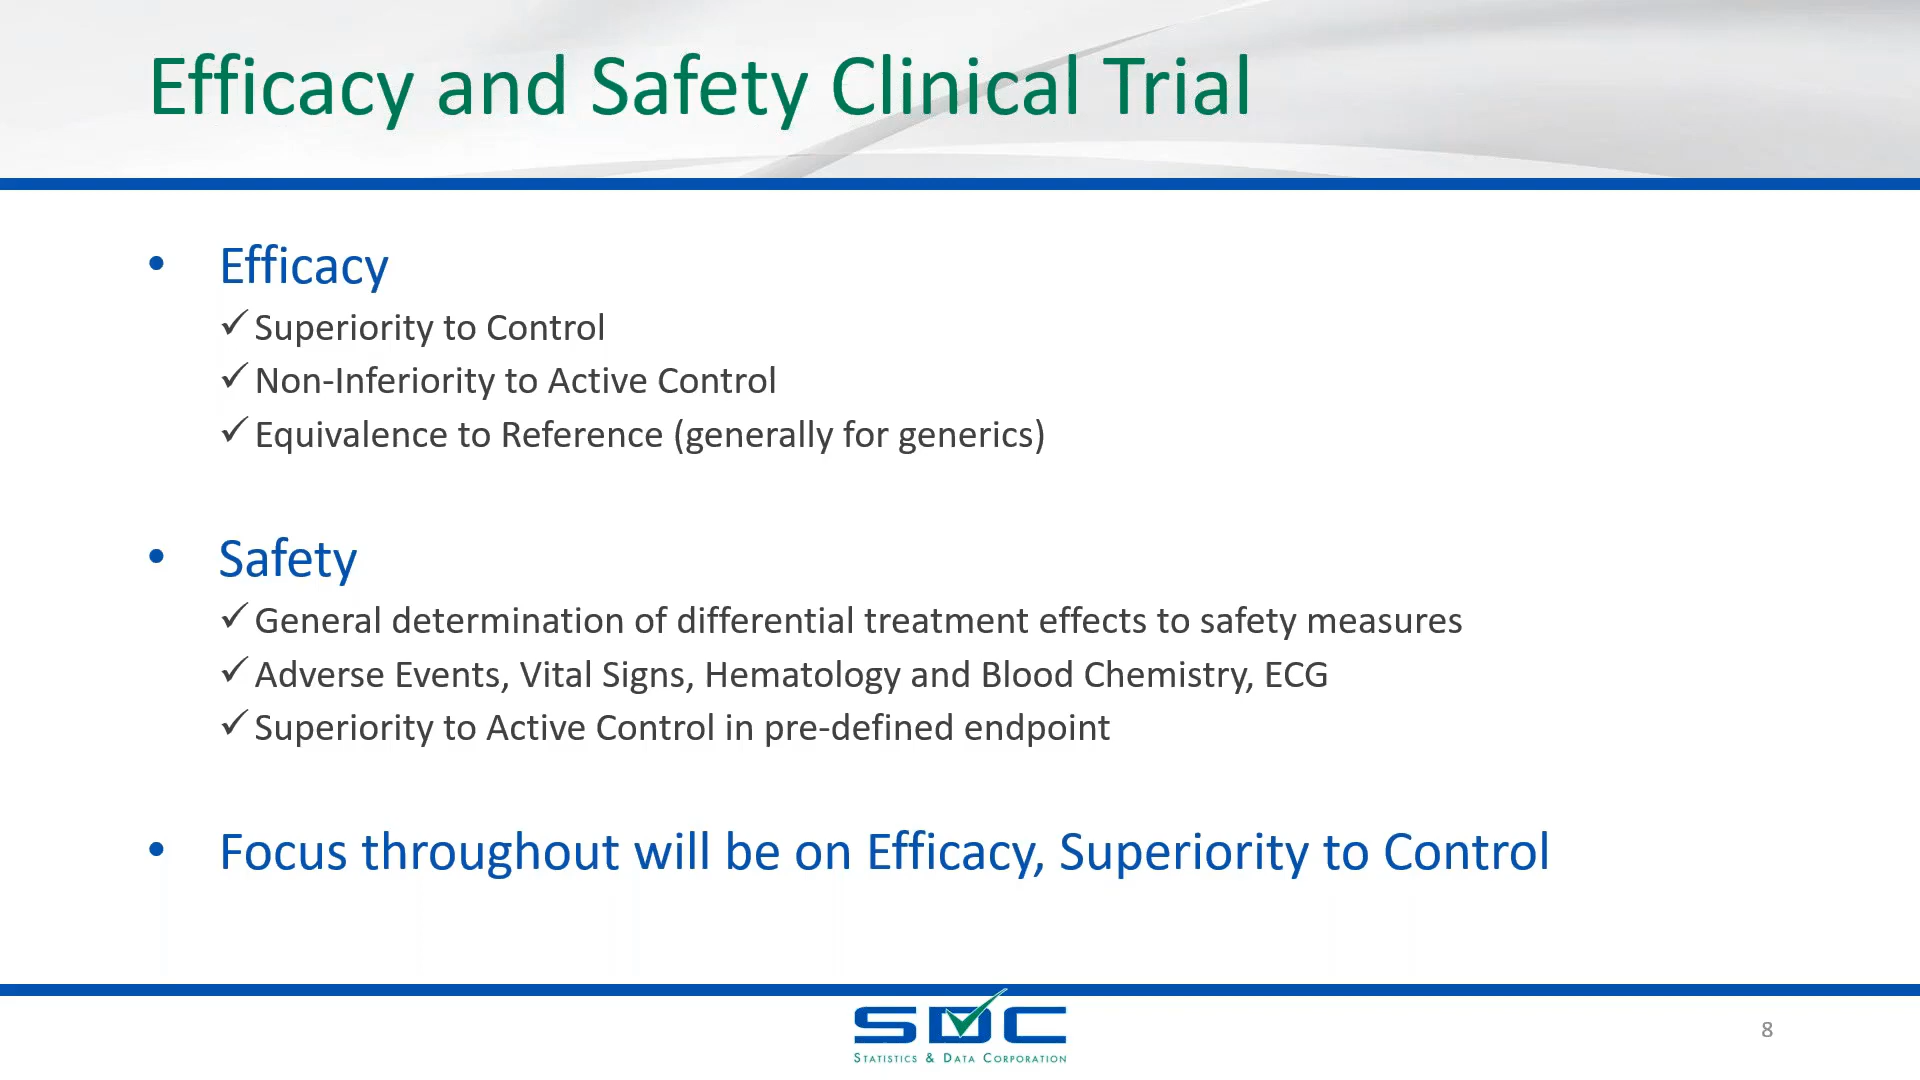 Efficacy and Safety Clinical Trial
• Efficacy
✓ Superiority to Control
✓ Non-Inferiority to Active Control
✓ Equivalence to Reference (generally for generics)
• Safety
✓ General determination of differential treatment effects to safety measures
✓ Adverse Events, Vital Signs, Hematology and Blood Chemistry, ECG
✓ Superiority to Active Control in pre-defined endpoint
• Focus throughout will be on Efficacy, Superiority to Control
SDC
Statistics & Data Corporation
8